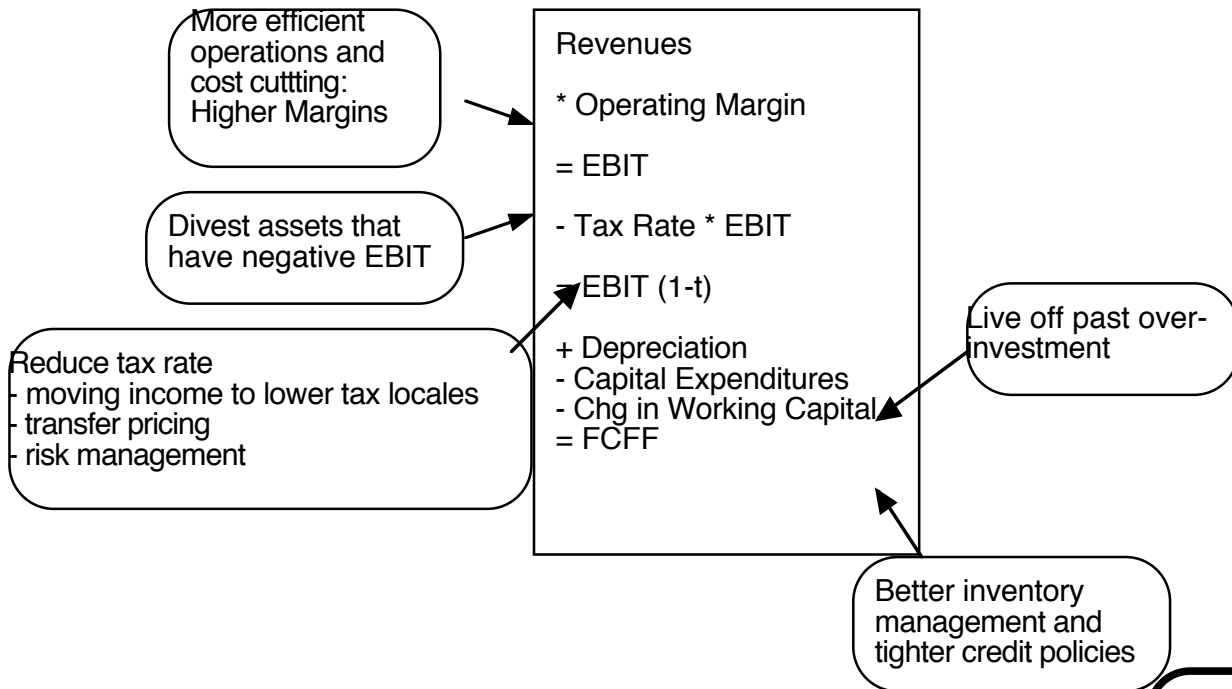 More efficient
operations and
cost cuttting:
Higher Margins
Divest assets that
have negative EBIT
Reduce tax rate
- moving income to lower tax locales
- transfer pricing
- risk management
Revenues
* Operating Margin
= EBIT
- Tax Rate * EBIT
= EBIT (1-t)
+ Depreciation
- Capital Expenditures
- Chg in Working Capital
= FCFF
Live off past over-
investment
Better inventory
management and
tighter credit policies